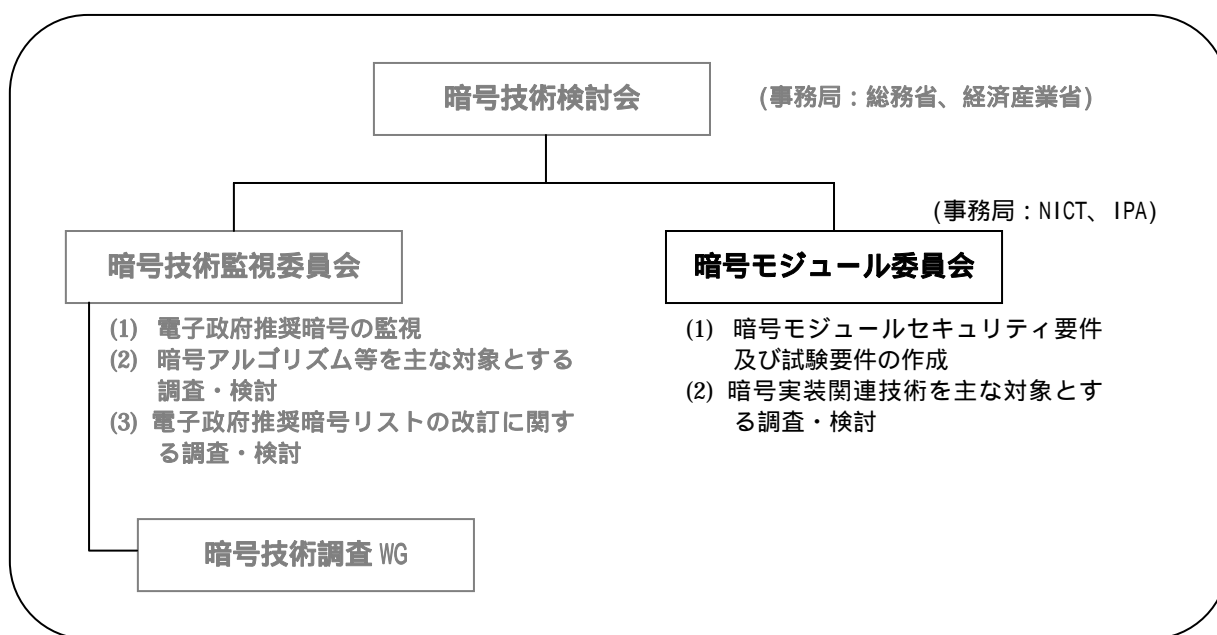 暗号技術検討会
(事務局:総務省、経済産業省)
(事務局:NICT、IPA)
暗号技術監視委員会
(1) 電子政府推奨暗号の監視
(2) 暗号アルゴリズム等を主な対象とする
調査・検討
(3) 電子政府推奨暗号リストの改訂に関す
る調査・検討
暗号技術調査 WG
暗号モジュール委員会
(1) 暗号モジュールセキュリティ要件
及び試験要件の作成
(2) 暗号実装関連技術を主な対象とす
る調査・検討